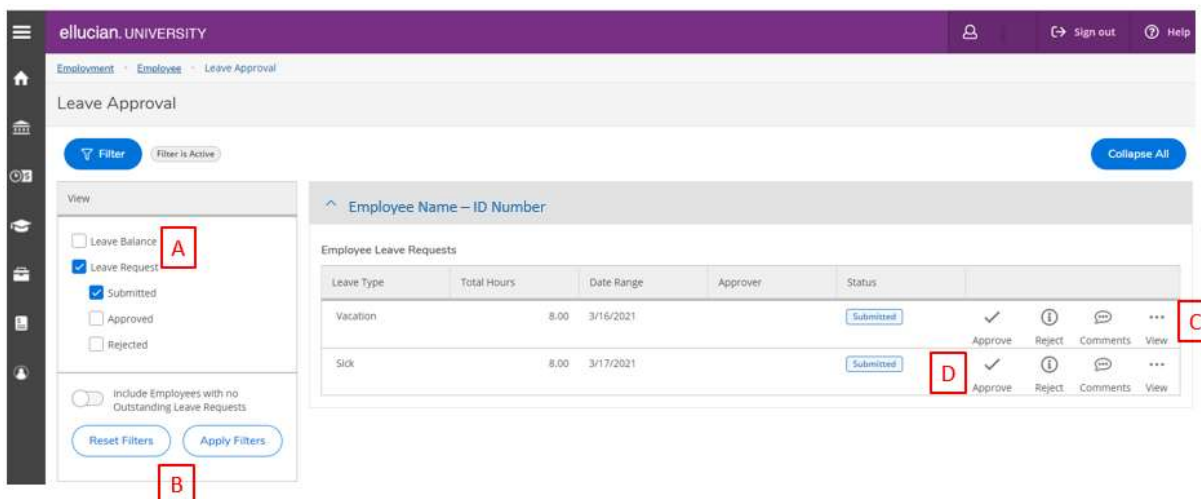 ellucian. UNIVERSITY
Sign out
Help
Employment · Employee · Leave Approval
Leave Approval
Filter
Filter is Active
Collapse All
View
Leave Balance
A
Leave Request
Submitted
Approved
Rejected
Include Employees with no
Outstanding Leave Requests
Reset Filters
Apply Filters
B
Employee Name – ID Number
Employee Leave Requests
Leave Type Total Hours Date Range Approver Status
Vacation 8.00 3/16/2021 Submitted
Approve Reject Comments View
C
Sick 8.00 3/17/2021 Submitted
D
Approve Reject Comments View